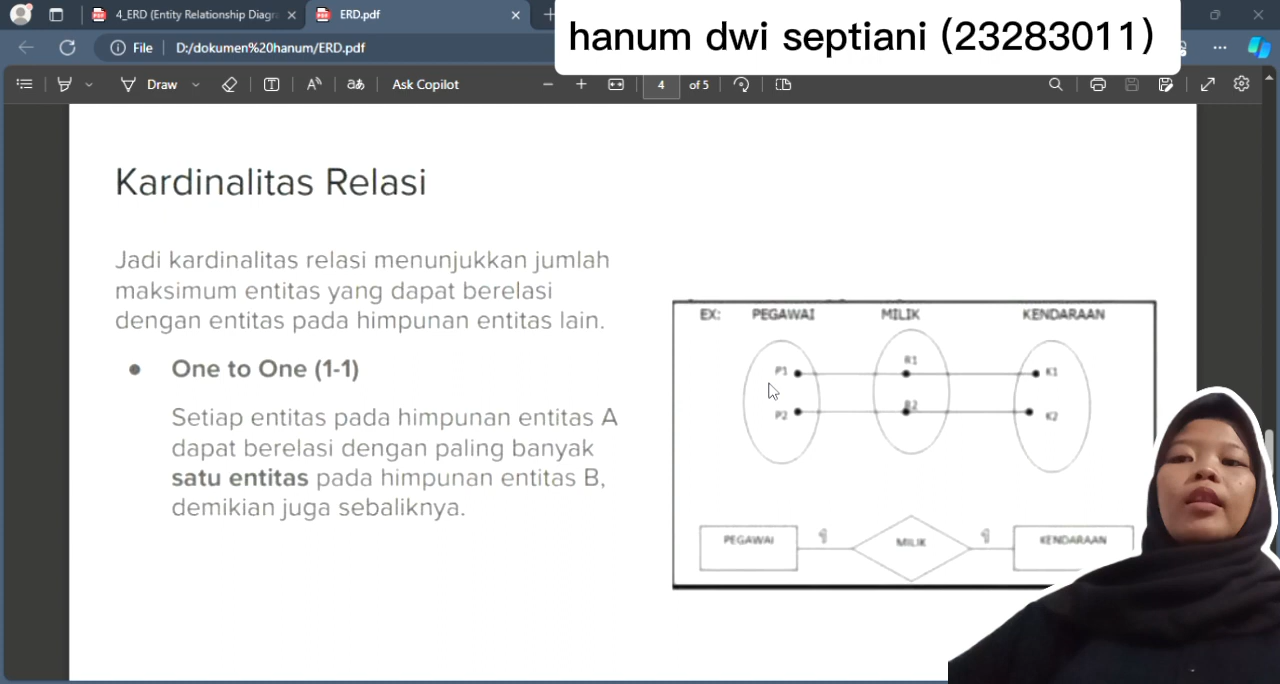 4_ERD (Entity Relationship Diagra
ERD.pdf
hanum dwi septiani (23283011)
File
D:/dokumen%20hanum/ERD.pdf
Draw
aあ
Ask Copilot
4
of 5
Kardinalitas Relasi
Jadi kardinalitas relasi menunjukkan jumlah
maksimum entitas yang dapat berelasi
dengan entitas pada himpunan entitas lain.
One to One (1-1)
Setiap entitas pada himpunan entitas A
dapat berelasi dengan paling banyak
satu entitas pada himpunan entitas B,
demikian juga sebaliknya.
EX: PEGAWAI MILIK KENDARAAN
P1 R1 K1
P2 R2 K2
PEGAWAI MILIK KENDARAAN